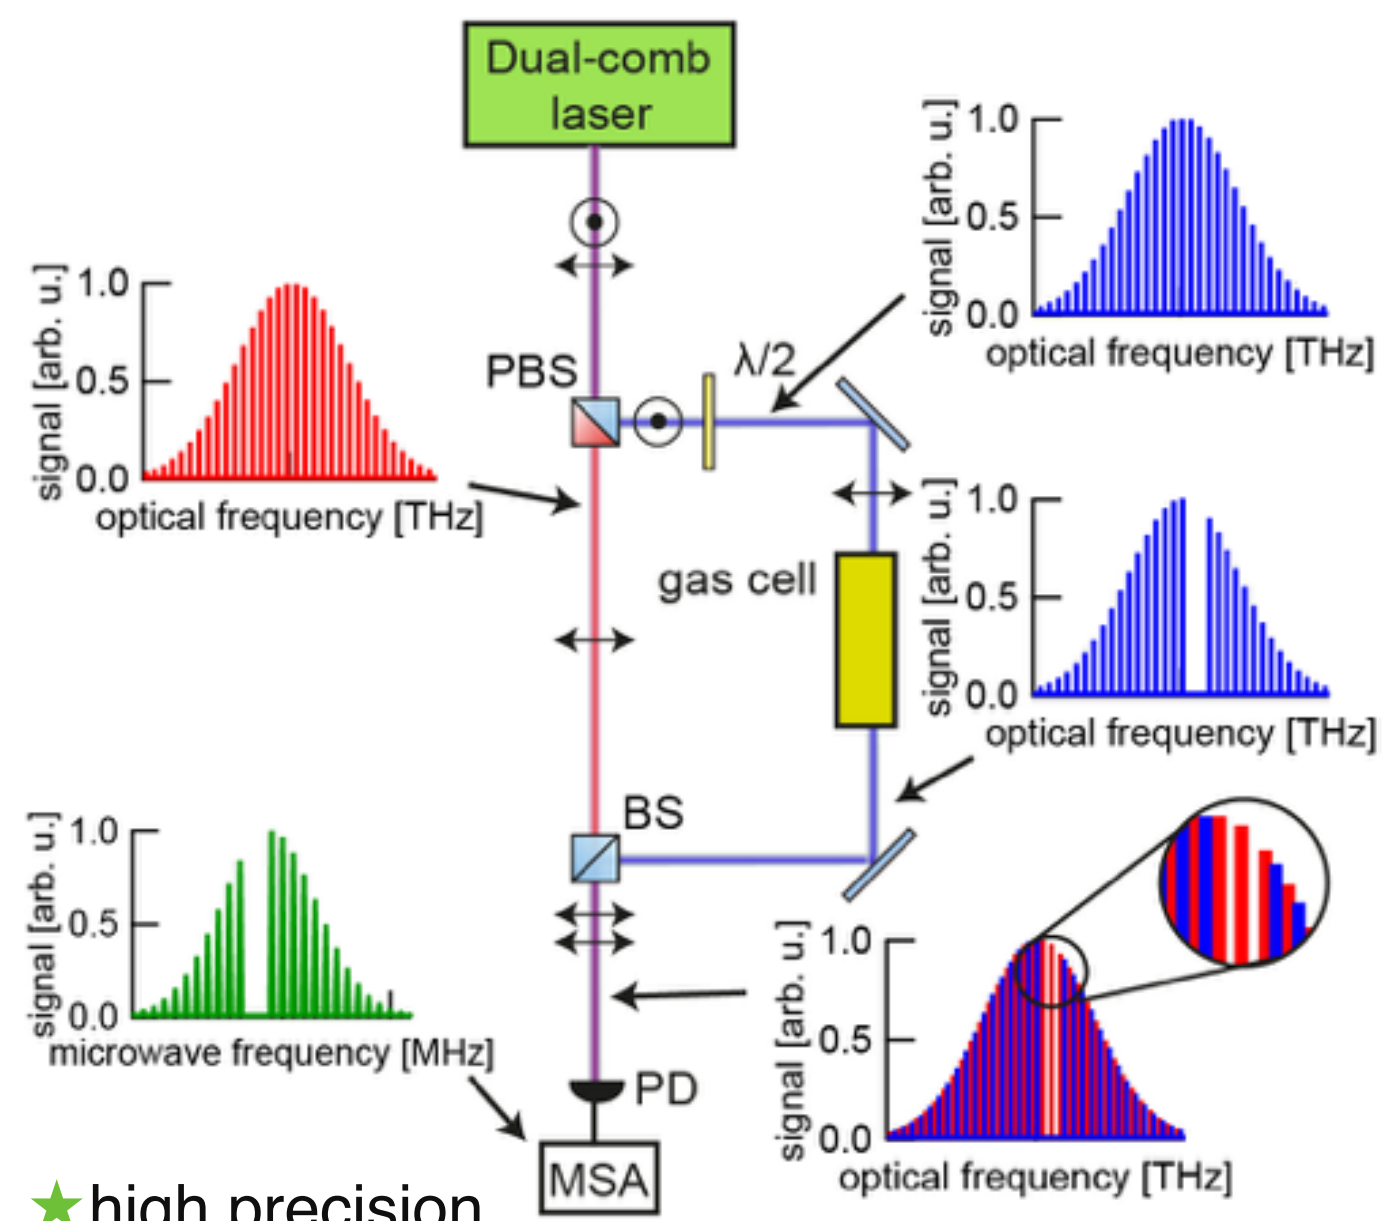 Dual-comb
laser
signal [arb. u.]
1.0
0.5
0.0
optical frequency [THz]
signal [arb. u.]
1.0
0.5
0.0
optical frequency [THz]
PBS
λ/2
signal [arb. u.]
1.0
0.5
0.0
optical frequency [THz]
gas cell
BS
signal [arb. u.]
1.0
0.5
0.0
microwave frequency [MHz]
signal [arb. u.]
1.0
0.5
0.0
optical frequency [THz]
PD
MSA
high precision